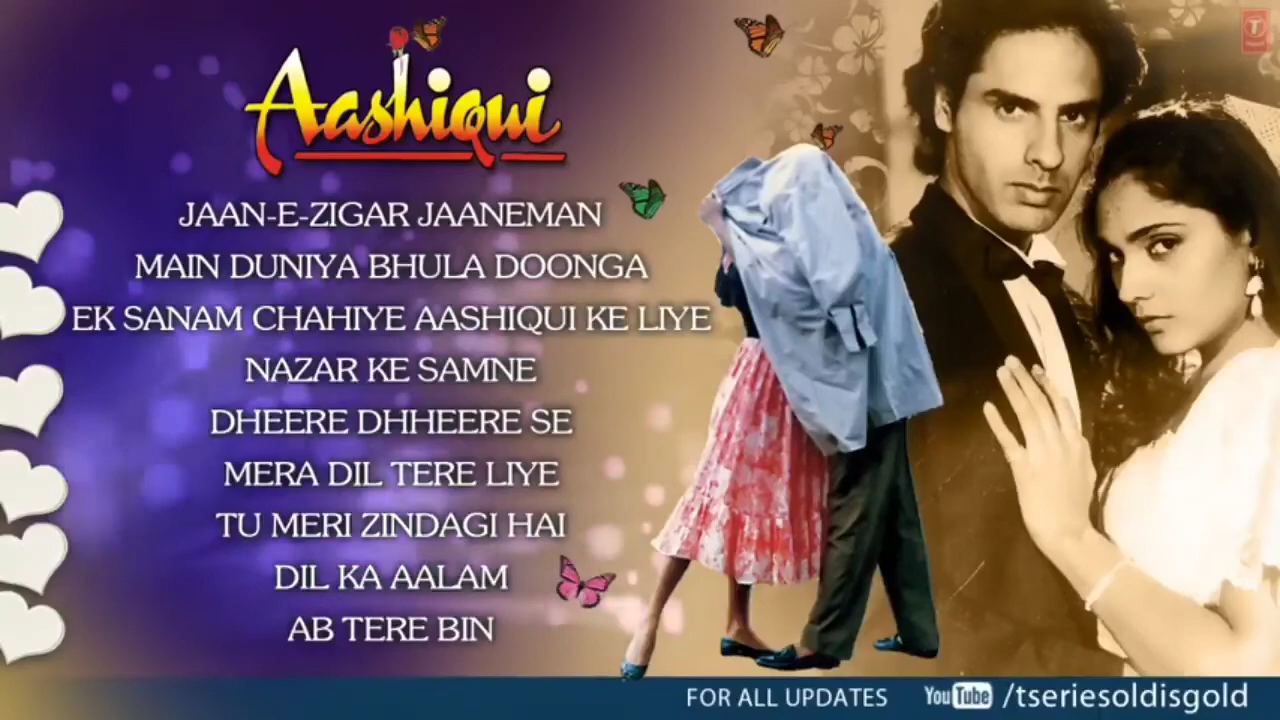 Aashiqui
JAAN-E-ZIGAR JAANEMAN
MAIN DUNIYA BHULA DOONGA
EK SANAM CHAHIYE AASHIQUI KE LIYE
NAZAR KE SAMNE
DHEERE DHHEERE SE
MERA DIL TERE LIYE
TU MERI ZINDAGI HAI
DIL KA AALAM
AB TERE BIN
FOR ALL UPDATES YouTube /tseriesoldisgold